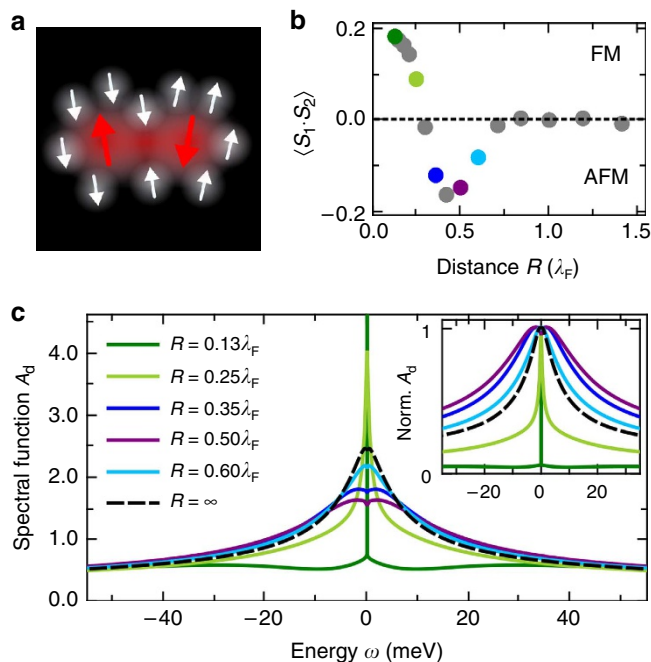 a
b
0.2
0.0
−0.2
⟨S₁·S₂⟩
FM
AFM
0.0 0.5 1.0 1.5
Distance R (λF)
c
4.0
3.0
2.0
1.0
0.0
Spectral function Ad
R = 0.13λF
R = 0.25λF
R = 0.35λF
R = 0.50λF
R = 0.60λF
R = ∞
1
0
Norm. Ad
−20 0 20
−40 −20 0 20 40
Energy ω (meV)